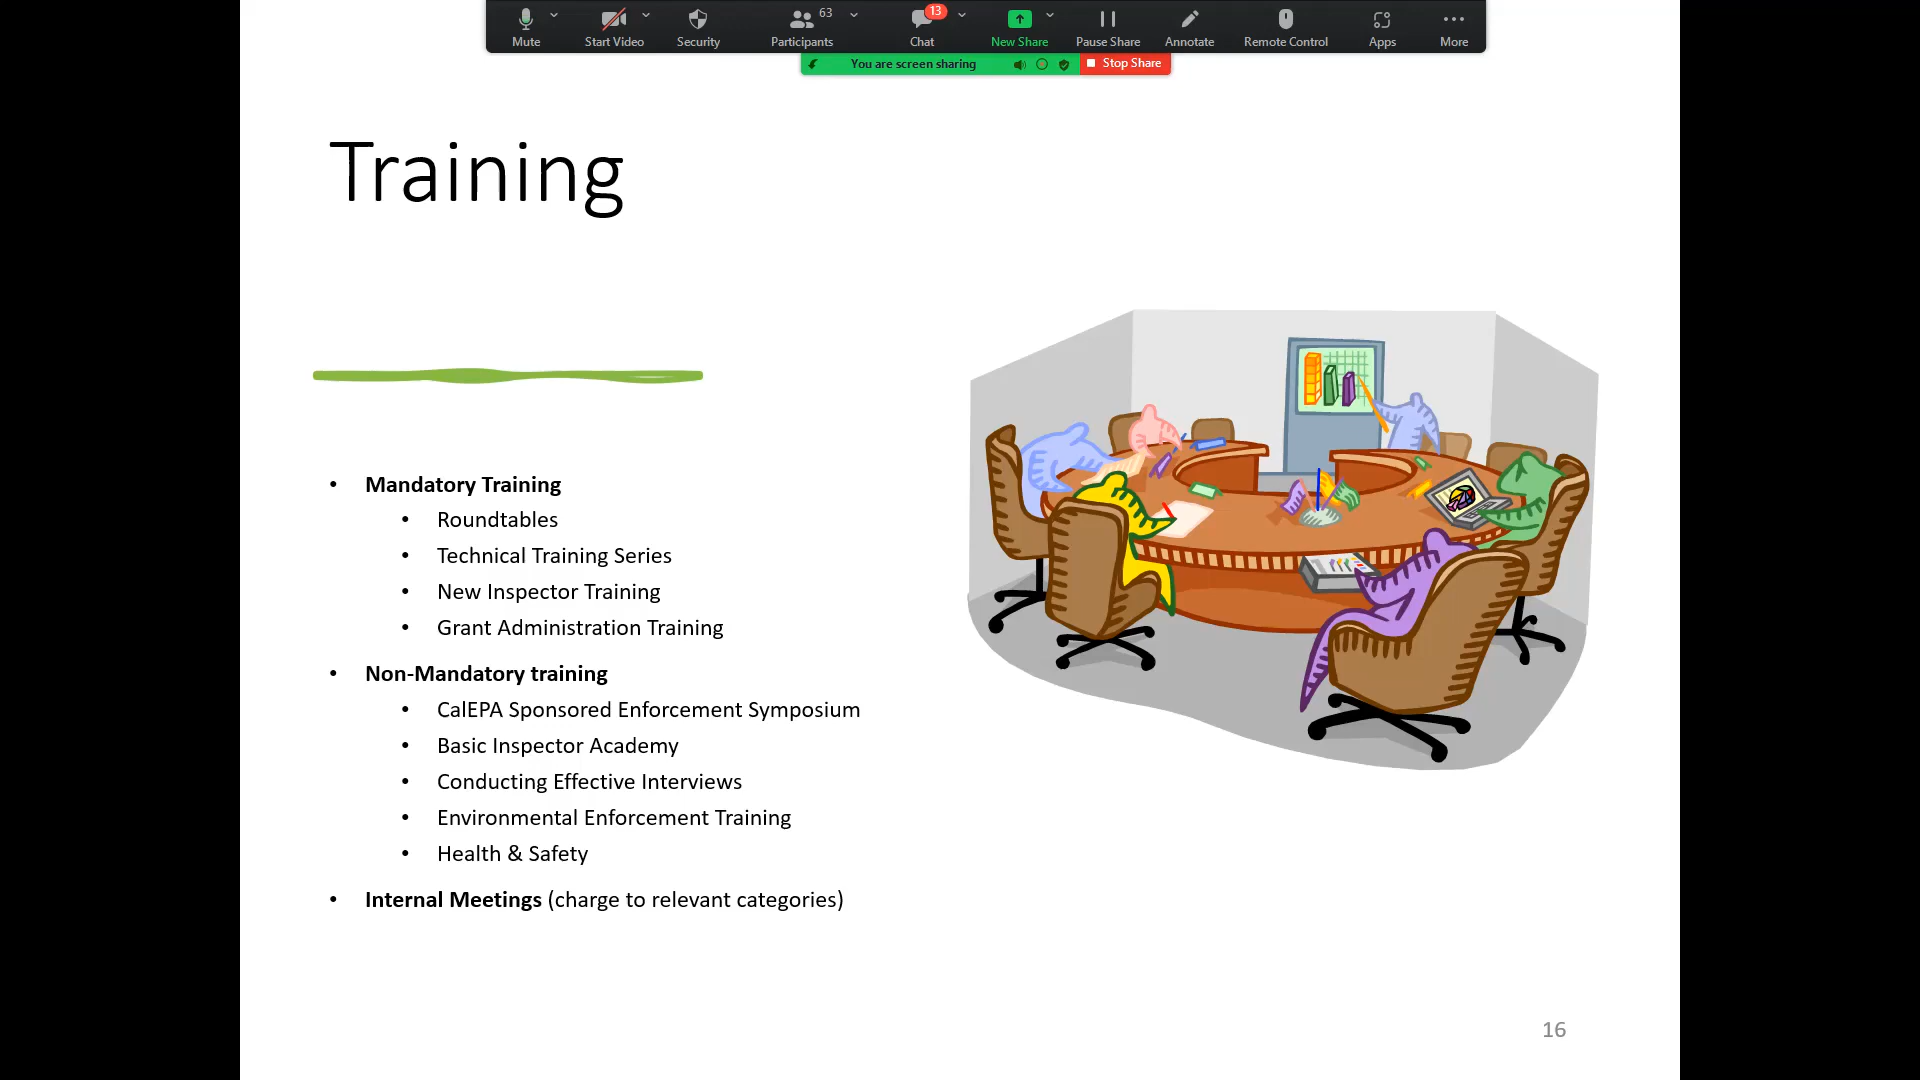 63
13
Mute
Start Video
Security
Participants
Chat
New Share
Pause Share
Annotate
Remote Control
Apps
More
You are screen sharing
Stop Share
Training
• Mandatory Training
• Roundtables
• Technical Training Series
• New Inspector Training
• Grant Administration Training
• Non-Mandatory training
• CalEPA Sponsored Enforcement Symposium
• Basic Inspector Academy
• Conducting Effective Interviews
• Environmental Enforcement Training
• Health & Safety
• Internal Meetings (charge to relevant categories)
16